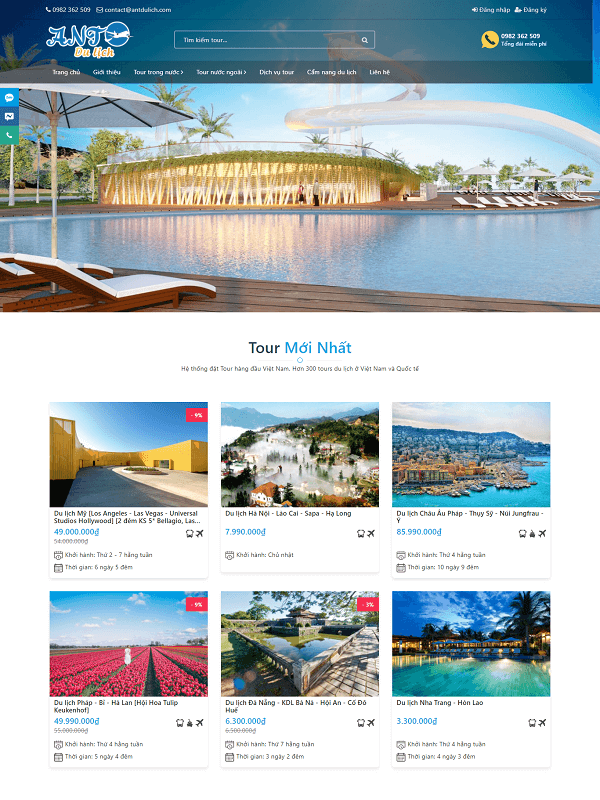 0982 362 509 contact@antdulich.com Đăng nhập Đăng ký
ANT
Du lịch
Tìm kiếm tour...
0982 362 509
Tổng đài miễn phí
Trang chủ Giới thiệu Tour trong nước Tour nước ngoài Dịch vụ tour Cẩm nang du lịch Liên hệ
Tour Mới Nhất
Hệ thống đặt Tour hàng đầu Việt Nam. Hơn 300 tours du lịch ở Việt Nam và Quốc tế
- 9%
Du lịch Mỹ [Los Angeles - Las Vegas - Universal
Studios Hollywood] [2 đêm KS 5* Bellagio, Las...
49.000.000₫
54.000.000₫
Khởi hành: Thứ 2 - 7 hằng tuần
Thời gian: 6 ngày 5 đêm
Du lịch Hà Nội - Lào Cai - Sapa - Hạ Long
7.990.000₫
Khởi hành: Chủ nhật
Du lịch Châu Âu Pháp - Thụy Sỹ - Núi Jungfrau -
Ý
85.990.000₫
Khởi hành: Thứ 4 hằng tuần
Thời gian: 10 ngày 9 đêm
- 9%
Du lịch Pháp - Bỉ - Hà Lan [Hội Hoa Tulip
Keukenhof]
49.990.000₫
55.000.000₫
Khởi hành: Thứ 4 hằng tuần
Thời gian: 5 ngày 4 đêm
- 3%
Du lịch Đà Nẵng - KDL Bà Nà - Hội An - Cố Đô
Huế
6.300.000₫
6.500.000₫
Khởi hành: Thứ 7 hằng tuần
Thời gian: 3 ngày 2 đêm
Du lịch Nha Trang - Hòn Lao
3.300.000₫
Khởi hành: Thứ 4 hằng tuần
Thời gian: 4 ngày 3 đêm